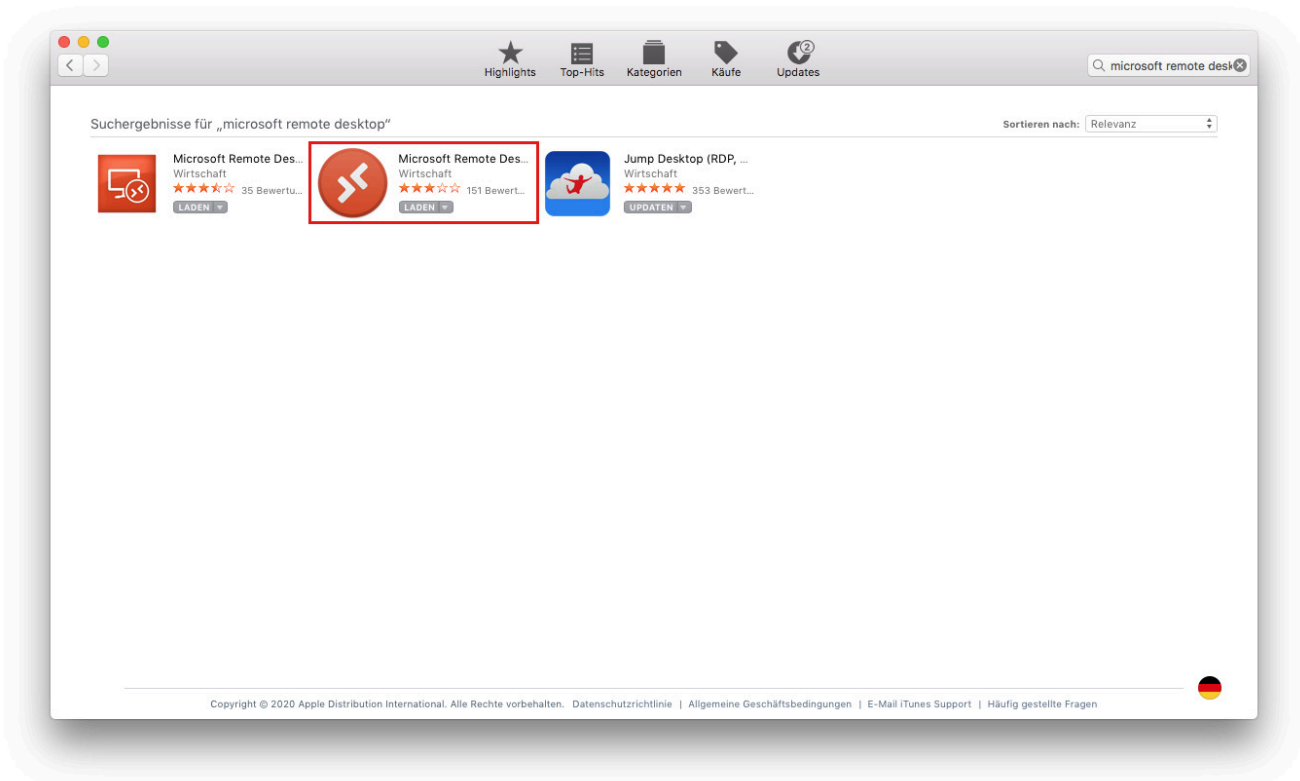 Highlights Top-Hits Kategorien Käufe Updates 2
microsoft remote desk
Suchergebnisse für „microsoft remote desktop“
Sortieren nach: Relevanz
Microsoft Remote Des...
Wirtschaft
35 Bewertu...
LADEN
Microsoft Remote Des...
Wirtschaft
151 Bewert...
LADEN
Jump Desktop (RDP, ...
Wirtschaft
353 Bewert...
UPDATEN
Copyright © 2020 Apple Distribution International. Alle Rechte vorbehalten. Datenschutzrichtlinie | Allgemeine Geschäftsbedingungen | E-Mail iTunes Support | Häufig gestellte Fragen